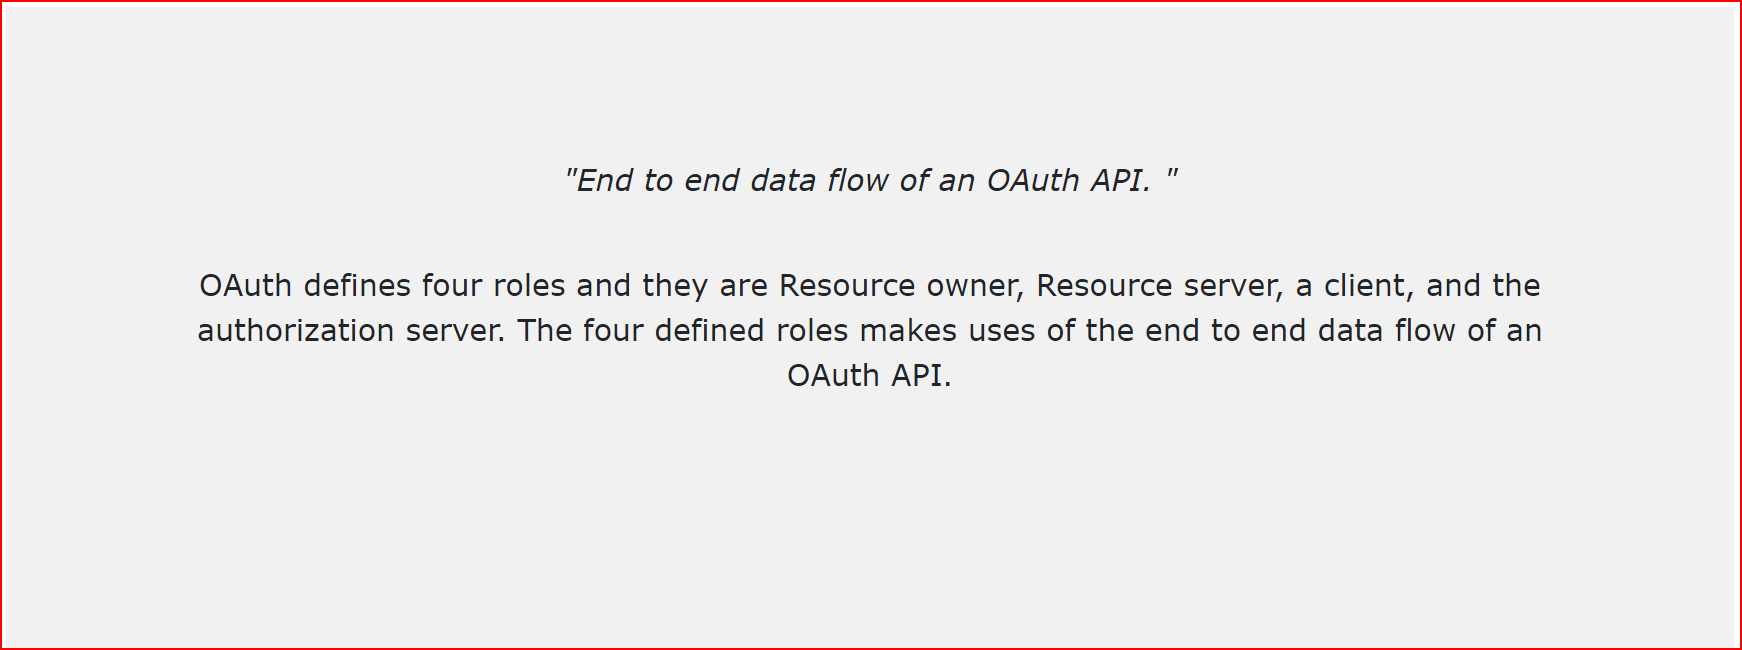 "End to end data flow of an OAuth API. "
OAuth defines four roles and they are Resource owner, Resource server, a client, and the
authorization server. The four defined roles makes uses of the end to end data flow of an
OAuth API.